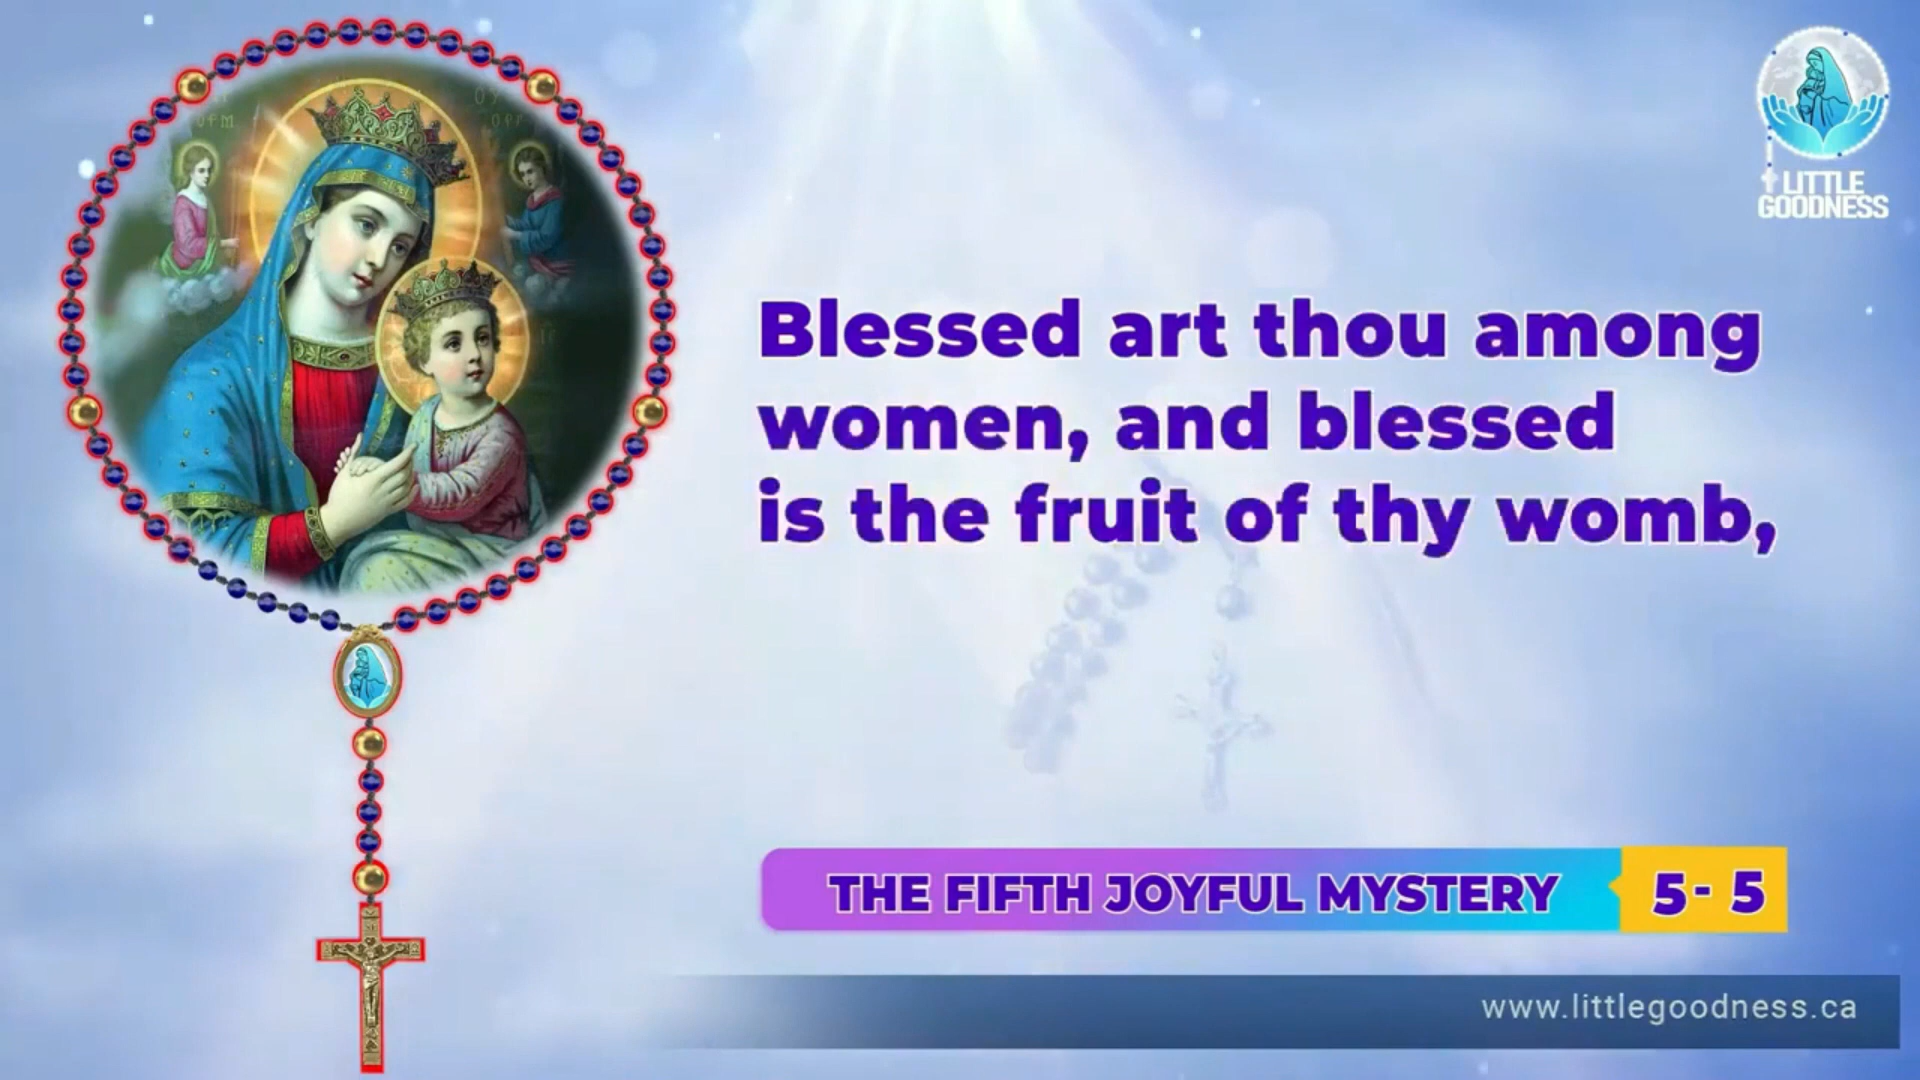 LITTLE
GOODNESS
Blessed art thou among
women, and blessed
is the fruit of thy womb,
THE FIFTH JOYFUL MYSTERY 5 - 5
www.littlegoodness.ca